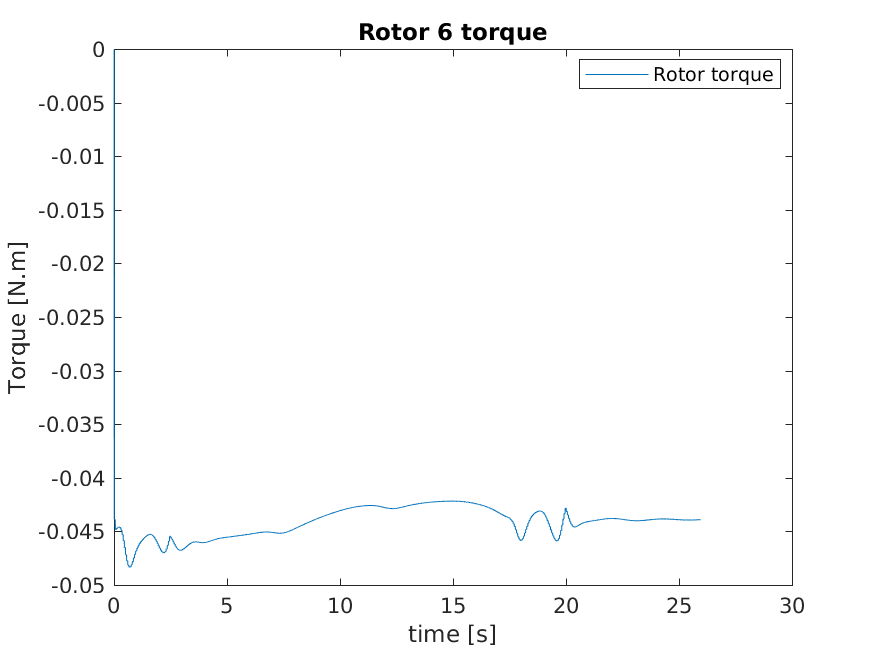 Rotor 6 torque
Rotor torque
0
-0.005
-0.01
-0.015
-0.02
-0.025
-0.03
-0.035
-0.04
-0.045
-0.05
Torque [N.m]
0 5 10 15 20 25 30
time [s]